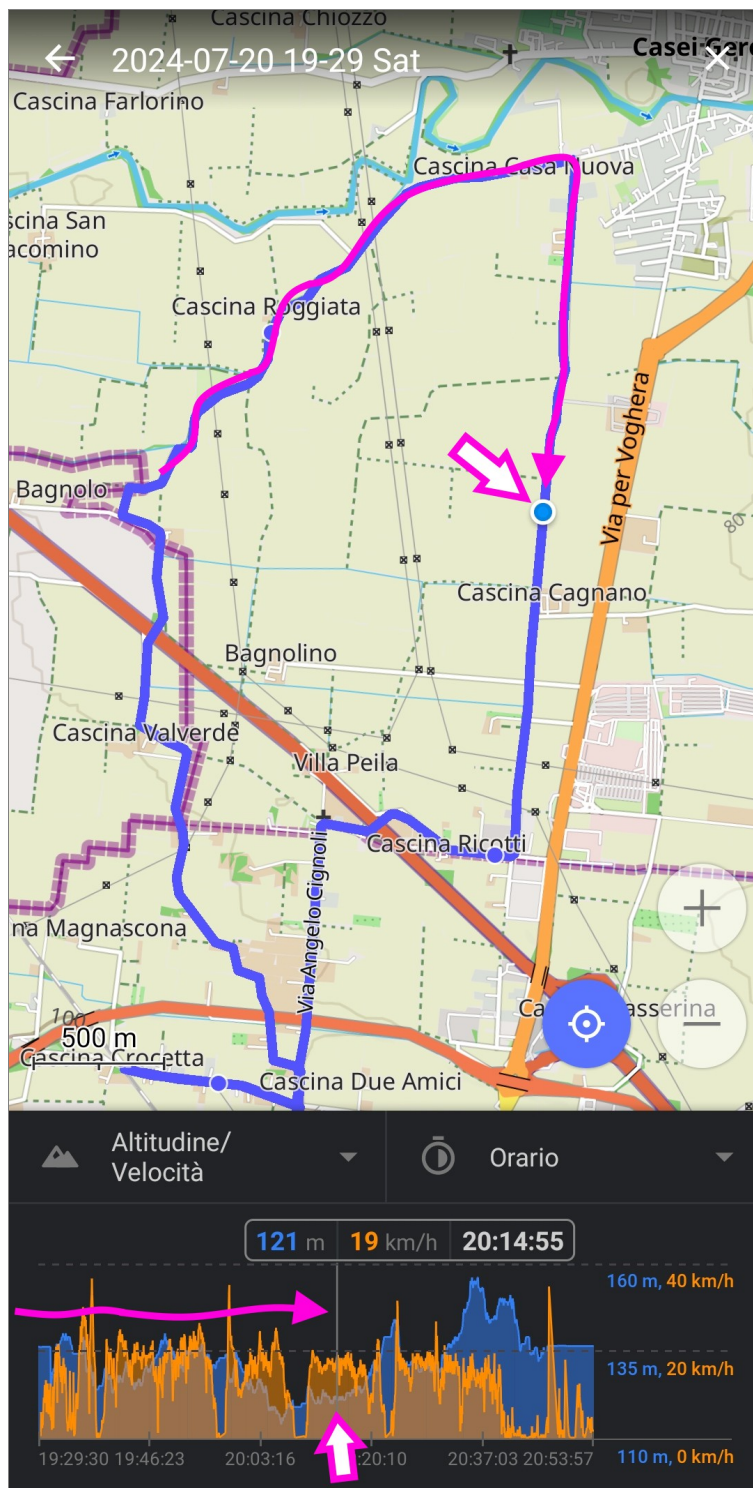 Cascina Chiozzo
Casei Gero
2024-07-20 19-29 Sat
Cascina Farlorino
Cascina Casa Nuova
scina San
acomino
Cascina Roggiata
Via per Voghera
Bagnolo
80
Cascina Cagnano
Bagnolino
Cascina Valverde
Villa Peila
Cascina Ricotti
Via Angelo Cignoli
na Magnascona
100
500 m
Cascina Crocetta
Cascina Due Amici
Altitudine/
Velocità
Orario
121 m 19 km/h 20:14:55
160 m, 40 km/h
135 m, 20 km/h
110 m, 0 km/h
19:29:30 19:46:23 20:03:16 :20:10 20:37:03 20:53:57